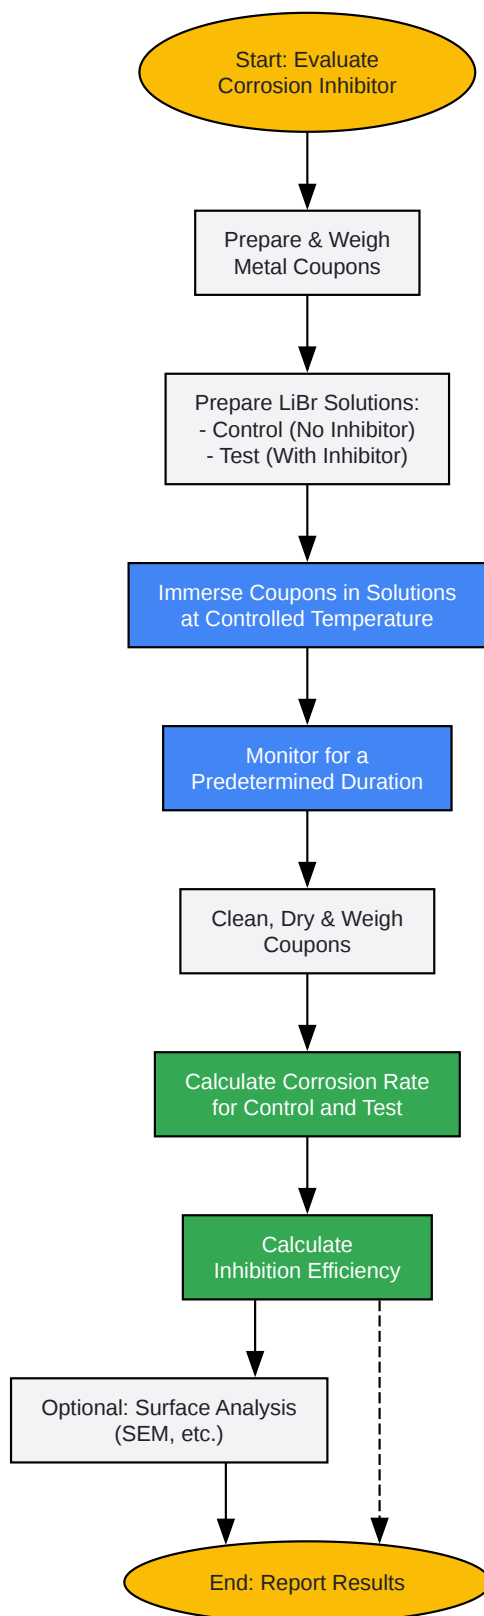 Start: Evaluate
Corrosion Inhibitor
Prepare & Weigh
Metal Coupons
Prepare LiBr Solutions:
- Control (No Inhibitor)
- Test (With Inhibitor)
Immerse Coupons in Solutions
at Controlled Temperature
Monitor for a
Predetermined Duration
Clean, Dry & Weigh
Coupons
Calculate Corrosion Rate
for Control and Test
Calculate
Inhibition Efficiency
Optional: Surface Analysis
(SEM, etc.)
End: Report Results